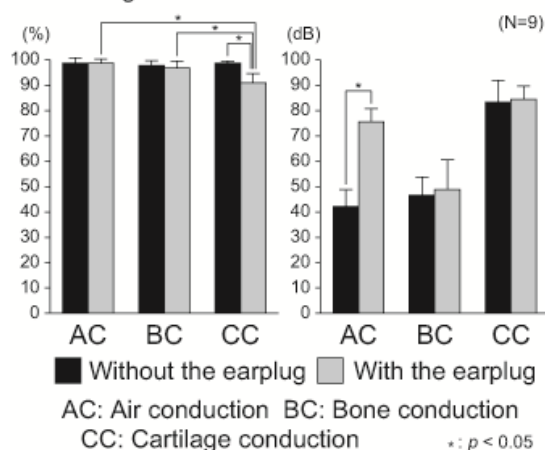 (%) (dB) (N=9)
* * *
*
100 90 80 70 60 50 40 30 20 10 0
100 90 80 70 60 50 40 30 20 10 0
AC BC CC AC BC CC
Without the earplug With the earplug
AC: Air conduction BC: Bone conduction
CC: Cartilage conduction *: p < 0.05